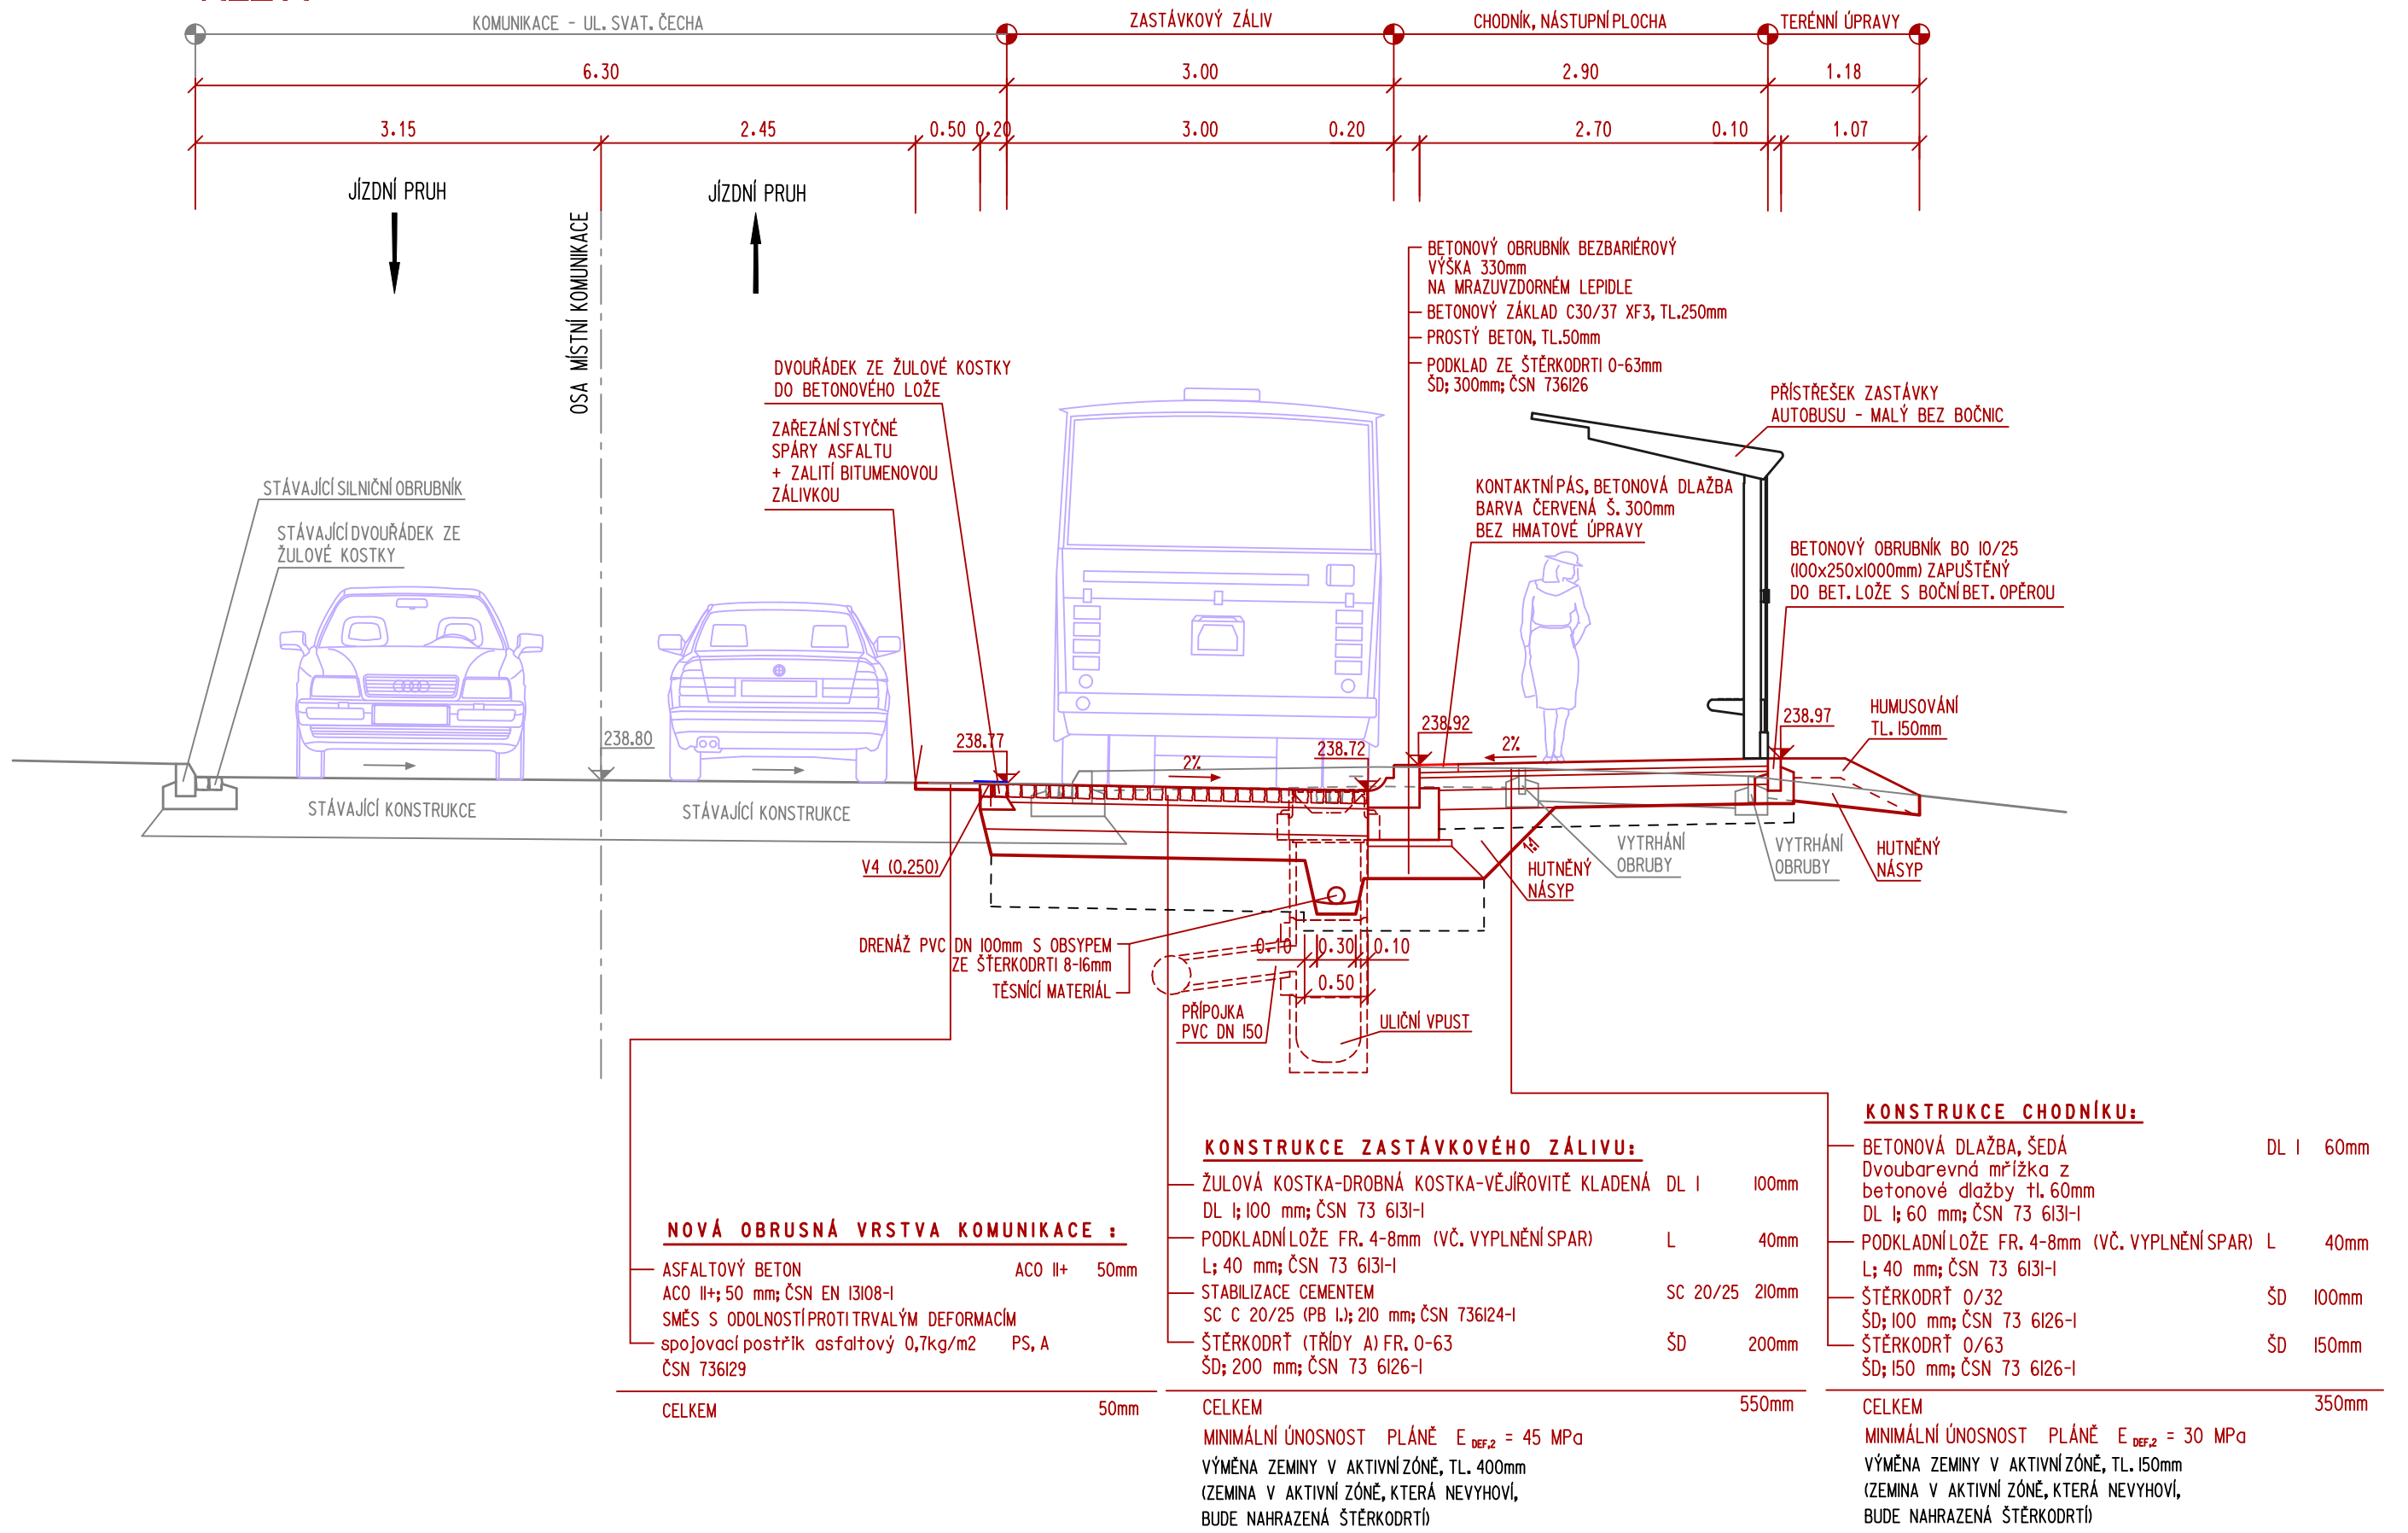 KOMUNIKACE - UL. SVAT. ČECHA
ZASTÁVKOVÝ ZÁLIV
CHODNÍK, NÁSTUPNÍ PLOCHA
TERÉNNÍ ÚPRAVY
6.30
3.00
2.90
1.18
3.15
2.45
0.50
0.20
3.00
0.20
2.70
0.10
1.07
JÍZDNÍ PRUH
JÍZDNÍ PRUH
OSA MÍSTNÍ KOMUNIKACE
BETONOVÝ OBRUBNÍK BEZBARIÉROVÝ
VÝŠKA 330mm
NA MRAZUVZDORNÉM LEPIDLE
BETONOVÝ ZÁKLAD C30/37 XF3, TL.250mm
PROSTÝ BETON, TL.50mm
PODKLAD ZE ŠTĚRKODRTI 0-63mm
ŠD; 300mm; ČSN 736126
DVOUŘÁDEK ZE ŽULOVÉ KOSTKY
DO BETONOVÉHO LOŽE
ZAŘEZÁNÍ STYČNÉ
SPÁRY ASFALTU
+ ZALITÍ BITUMENOVOU
ZÁLIVKOU
PŘÍSTŘEŠEK ZASTÁVKY
AUTOBUSU - MALÝ BEZ BOČNIC
STÁVAJÍCÍ SILNIČNÍ OBRUBNÍK
STÁVAJÍCÍ DVOUŘÁDEK ZE
ŽULOVÉ KOSTKY
KONTAKTNÍ PÁS, BETONOVÁ DLAŽBA
BARVA ČERVENÁ Š. 300mm
BEZ HMATOVÉ ÚPRAVY
BETONOVÝ OBRUBNÍK BO 10/25
(100x250x1000mm) ZAPUŠTĚNÝ
DO BET. LOŽE S BOČNÍ BET. OPĚROU
HUMUSOVÁNÍ
TL. 150mm
238.80
238.77
238.72
238.92
238.97
2%
2%
STÁVAJÍCÍ KONSTRUKCE
STÁVAJÍCÍ KONSTRUKCE
V4 (0.250)
1:1
HUTNĚNÝ
NÁSYP
VYTRHÁNÍ
OBRUBY
VYTRHÁNÍ
OBRUBY
HUTNĚNÝ
NÁSYP
DRENÁŽ PVC DN 100mm S OBSYPEM
ZE ŠTERKODRTI 8-16mm
TĚSNÍCÍ MATERIÁL
0.10
0.30
0.10
0.50
PŘÍPOJKA
PVC DN 150
ULIČNÍ VPUST
NOVÁ OBRUSNÁ VRSTVA KOMUNIKACE :
ASFALTOVÝ BETON ACO 11+ 50mm
ACO 11+; 50 mm; ČSN EN 13108-1
SMĚS S ODOLNOSTÍ PROTI TRVALÝM DEFORMACÍM
spojovací postřik asfaltový 0,7kg/m2 PS, A
ČSN 736129
CELKEM 50mm
KONSTRUKCE ZASTÁVKOVÉHO ZÁLIVU:
ŽULOVÁ KOSTKA-DROBNÁ KOSTKA-VĚJÍŘOVITĚ KLADENÁ DL I 100mm
DL I; 100 mm; ČSN 73 6131-1
PODKLADNÍ LOŽE FR. 4-8mm (VČ. VYPLNĚNÍ SPAR) L 40mm
L; 40 mm; ČSN 73 6131-1
STABILIZACE CEMENTEM SC 20/25 210mm
SC C 20/25 (PB I.); 210 mm; ČSN 736124-1
ŠTĚRKODRŤ (TŘÍDY A) FR. 0-63 ŠD 200mm
ŠD; 200 mm; ČSN 73 6126-1
CELKEM 550mm
MINIMÁLNÍ ÚNOSNOST PLÁNĚ E DEF,2 = 45 MPa
VÝMĚNA ZEMINY V AKTIVNÍ ZÓNĚ, TL. 400mm
(ZEMINA V AKTIVNÍ ZÓNĚ, KTERÁ NEVYHOVÍ,
BUDE NAHRAZENÁ ŠTĚRKODRTÍ)
KONSTRUKCE CHODNÍKU:
BETONOVÁ DLAŽBA, ŠEDÁ DL I 60mm
Dvoubarevná mřížka z
betonové dlažby tl. 60mm
DL I; 60 mm; ČSN 73 6131-1
PODKLADNÍ LOŽE FR. 4-8mm (VČ. VYPLNĚNÍ SPAR) L 40mm
L; 40 mm; ČSN 73 6131-1
ŠTĚRKODRŤ 0/32 ŠD 100mm
ŠD; 100 mm; ČSN 73 6126-1
ŠTĚRKODRŤ 0/63 ŠD 150mm
ŠD; 150 mm; ČSN 73 6126-1
CELKEM 350mm
MINIMÁLNÍ ÚNOSNOST PLÁNĚ E DEF,2 = 30 MPa
VÝMĚNA ZEMINY V AKTIVNÍ ZÓNĚ, TL. 150mm
(ZEMINA V AKTIVNÍ ZÓNĚ, KTERÁ NEVYHOVÍ,
BUDE NAHRAZENÁ ŠTĚRKODRTÍ)